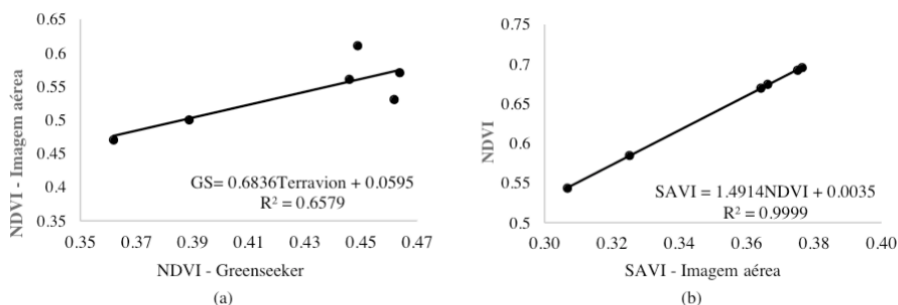 0.65
0.6
0.55
0.5
0.45
0.4
0.35
NDVI - Imagem aérea
GS= 0.6836Terravion + 0.0595
R² = 0.6579
0.35 0.37 0.39 0.41 0.43 0.45 0.47
NDVI - Greenseeker
(a)
0.75
0.7
0.65
0.6
0.55
0.5
NDVI
SAVI = 1.4914NDVI + 0.0035
R² = 0.9999
0.30 0.32 0.34 0.36 0.38 0.40
SAVI - Imagem aérea
(b)